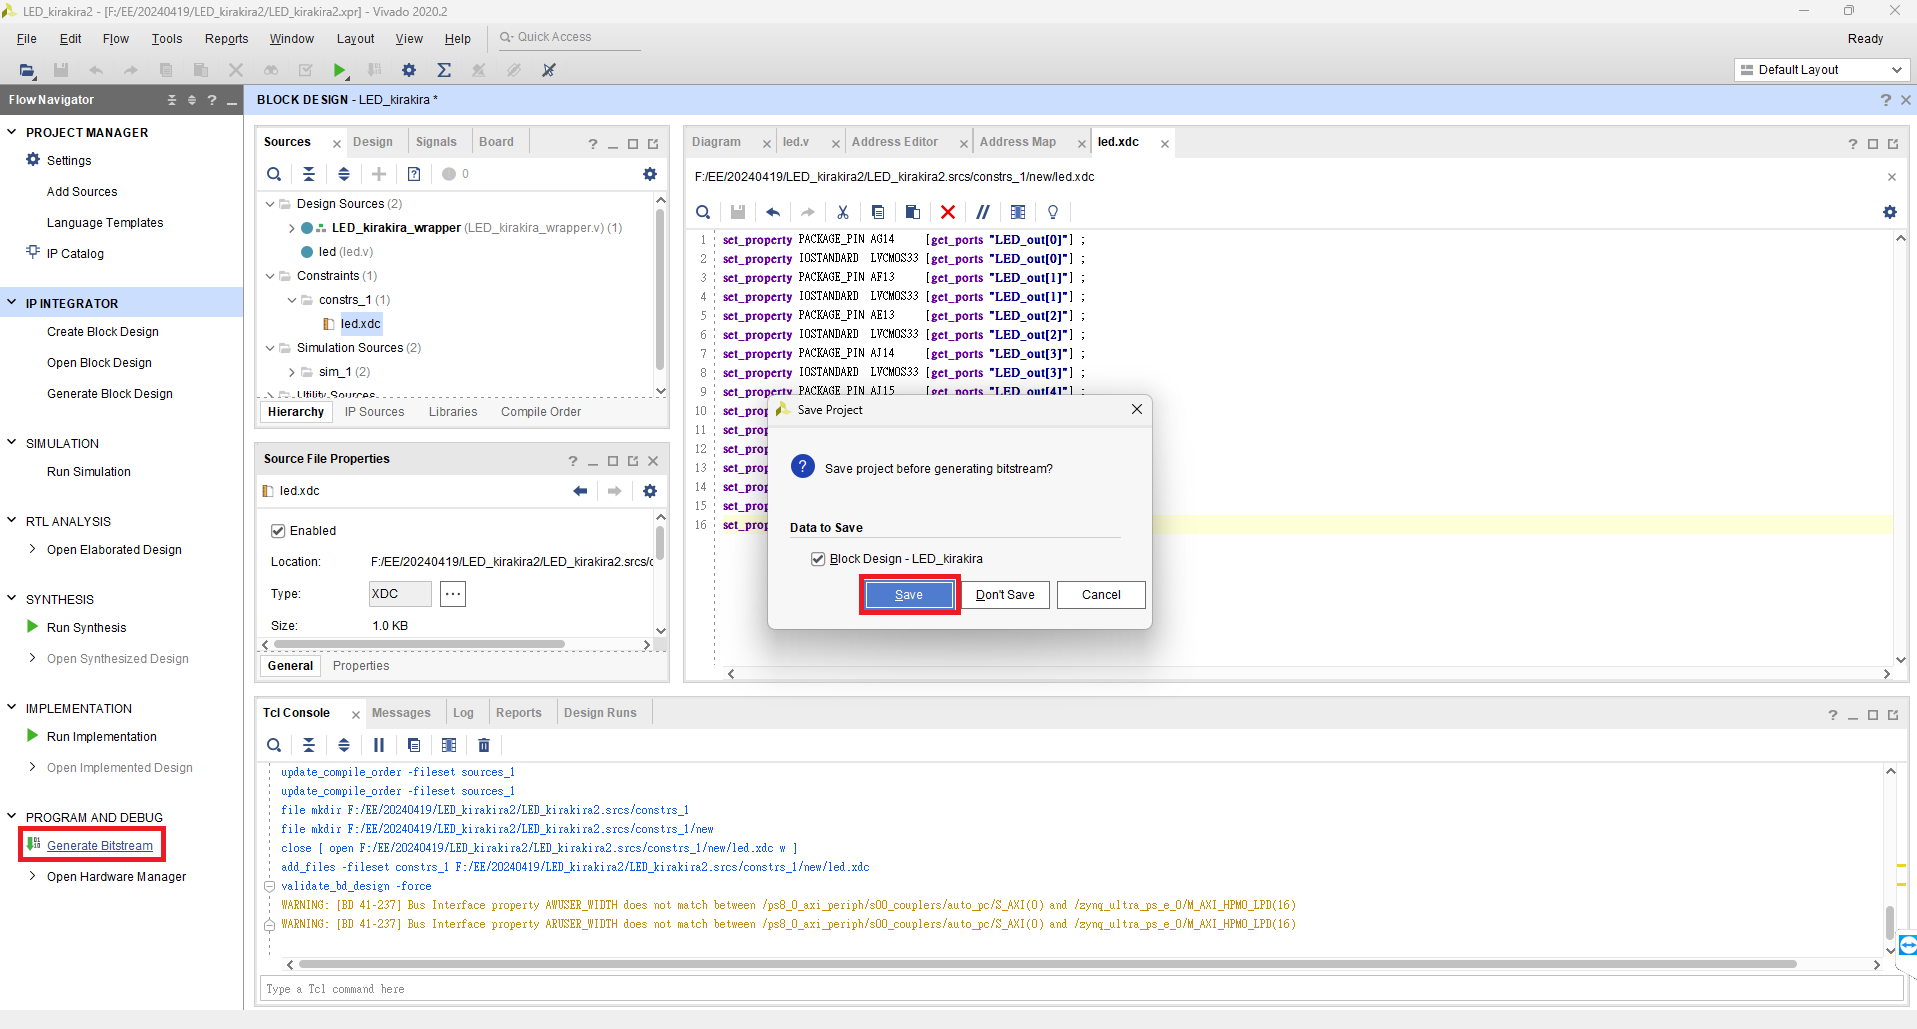 LED_kirakira2 - [F:/EE/20240419/LED_kirakira2/LED_kirakira2.xpr] - Vivado 2020.2
File Edit Flow Tools Reports Window Layout View Help Quick Access
Ready
Default Layout
Flow Navigator
PROJECT MANAGER
Settings
Add Sources
Language Templates
IP Catalog
IP INTEGRATOR
Create Block Design
Open Block Design
Generate Block Design
SIMULATION
Run Simulation
RTL ANALYSIS
Open Elaborated Design
SYNTHESIS
Run Synthesis
Open Synthesized Design
IMPLEMENTATION
Run Implementation
Open Implemented Design
PROGRAM AND DEBUG
Generate Bitstream
Open Hardware Manager
BLOCK DESIGN - LED_kirakira *
Sources Design Signals Board
0
Design Sources (2)
LED_kirakira_wrapper (LED_kirakira_wrapper.v) (1)
led (led.v)
Constraints (1)
constrs_1 (1)
led.xdc
Simulation Sources (2)
sim_1 (2)
Utility Sources
Hierarchy IP Sources Libraries Compile Order
Source File Properties
led.xdc
Enabled
Location: F:/EE/20240419/LED_kirakira2/LED_kirakira2.srcs/c
Type: XDC ...
Size: 1.0 KB
General Properties
Diagram led.v Address Editor Address Map led.xdc
F:/EE/20240419/LED_kirakira2/LED_kirakira2.srcs/constrs_1/new/led.xdc
1 set_property PACKAGE_PIN AG14 [get_ports "LED_out[0]"] ;
2 set_property IOSTANDARD LVCMOS33 [get_ports "LED_out[0]"] ;
3 set_property PACKAGE_PIN AF13 [get_ports "LED_out[1]"] ;
4 set_property IOSTANDARD LVCMOS33 [get_ports "LED_out[1]"] ;
5 set_property PACKAGE_PIN AE13 [get_ports "LED_out[2]"] ;
6 set_property IOSTANDARD LVCMOS33 [get_ports "LED_out[2]"] ;
7 set_property PACKAGE_PIN AJ14 [get_ports "LED_out[3]"] ;
8 set_property IOSTANDARD LVCMOS33 [get_ports "LED_out[3]"] ;
9 set_property PACKAGE_PIN AJ15 [get_ports "LED_out[4]"] ;
10 set_prop
11 set_prop
12 set_prop
13 set_prop
14 set_prop
15 set_prop
16 set_prop
Save Project
Save project before generating bitstream?
Data to Save
Block Design - LED_kirakira
Save Don't Save Cancel
Tcl Console Messages Log Reports Design Runs
update_compile_order -fileset sources_1
update_compile_order -fileset sources_1
file mkdir F:/EE/20240419/LED_kirakira2/LED_kirakira2.srcs/constrs_1
file mkdir F:/EE/20240419/LED_kirakira2/LED_kirakira2.srcs/constrs_1/new
close [ open F:/EE/20240419/LED_kirakira2/LED_kirakira2.srcs/constrs_1/new/led.xdc w ]
add_files -fileset constrs_1 F:/EE/20240419/LED_kirakira2/LED_kirakira2.srcs/constrs_1/new/led.xdc
validate_bd_design -force
WARNING: [BD 41-237] Bus Interface property AWUSER_WIDTH does not match between /ps8_0_axi_periph/s00_couplers/auto_pc/S_AXI(0) and /zynq_ultra_ps_e_0/M_AXI_HPM0_LPD(16)
WARNING: [BD 41-237] Bus Interface property ARUSER_WIDTH does not match between /ps8_0_axi_periph/s00_couplers/auto_pc/S_AXI(0) and /zynq_ultra_ps_e_0/M_AXI_HPM0_LPD(16)
Type a Tcl command here